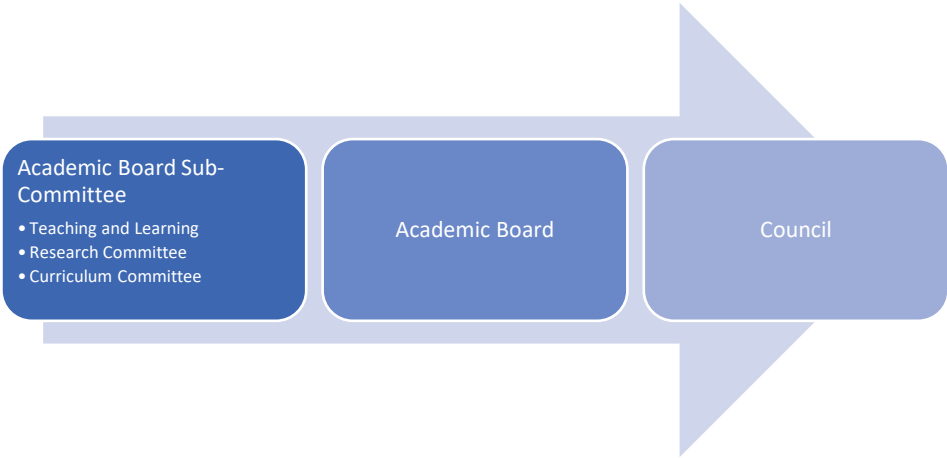 Academic Board Sub-
Committee
• Teaching and Learning
• Research Committee
• Curriculum Committee
Academic Board
Council